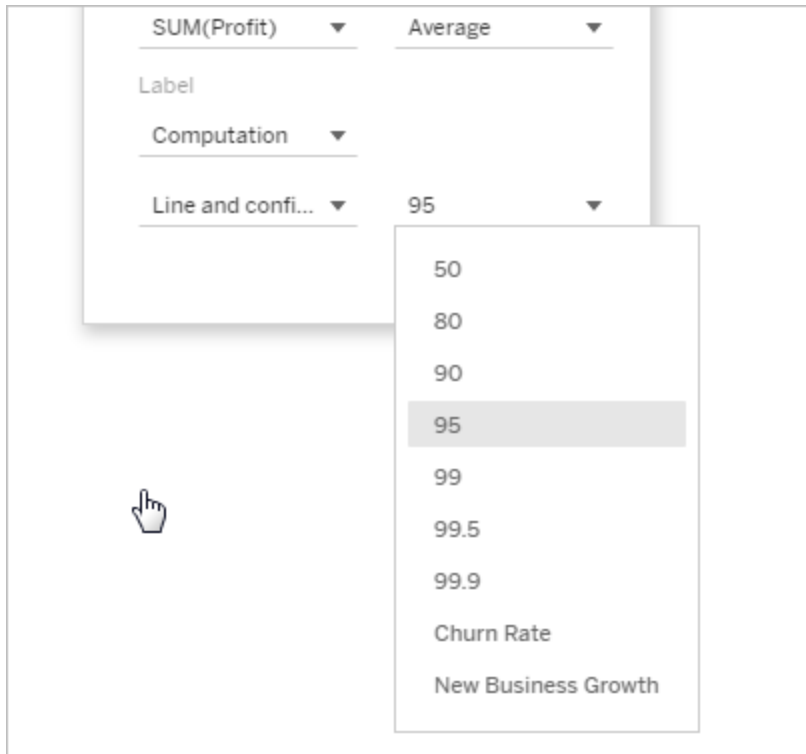 SUM(Profit) Average
Label
Computation
Line and confi... 95
50
80
90
95
99
99.5
99.9
Churn Rate
New Business Growth